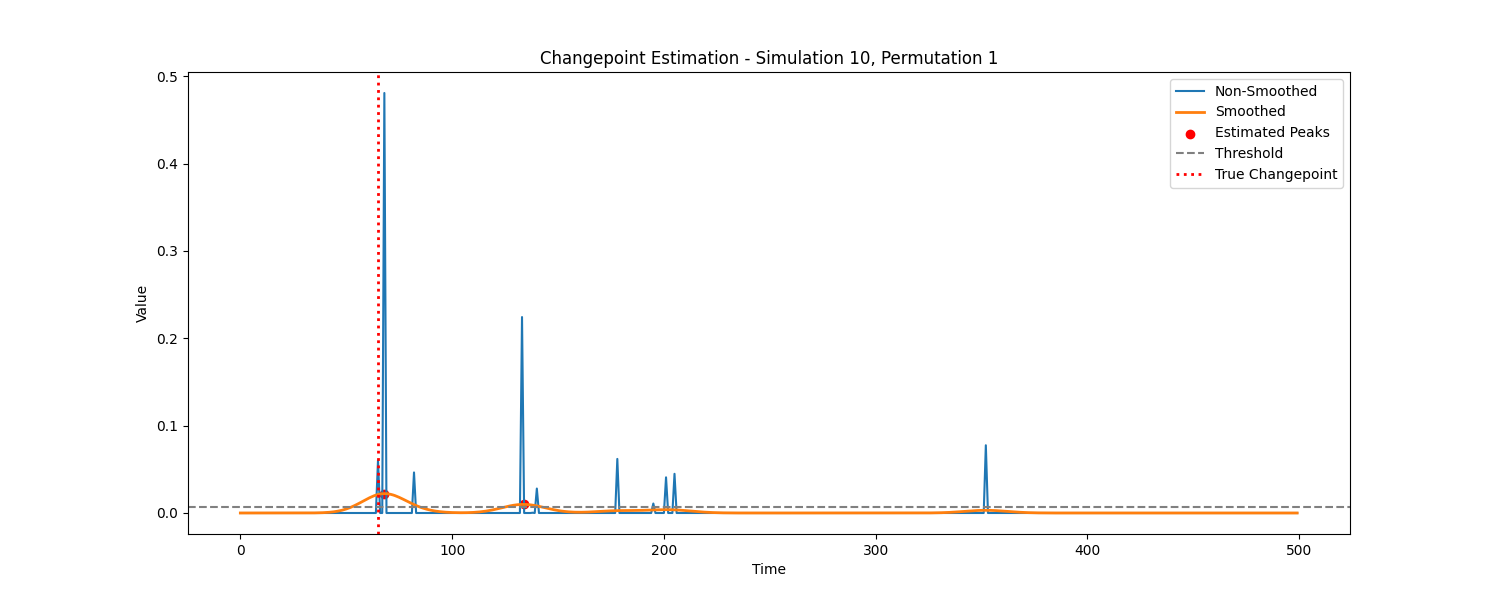 Changepoint Estimation - Simulation 10, Permutation 1
Non-Smoothed
Smoothed
Estimated Peaks
Threshold
True Changepoint
Value
0.5
0.4
0.3
0.2
0.1
0.0
0 100 200 300 400 500
Time